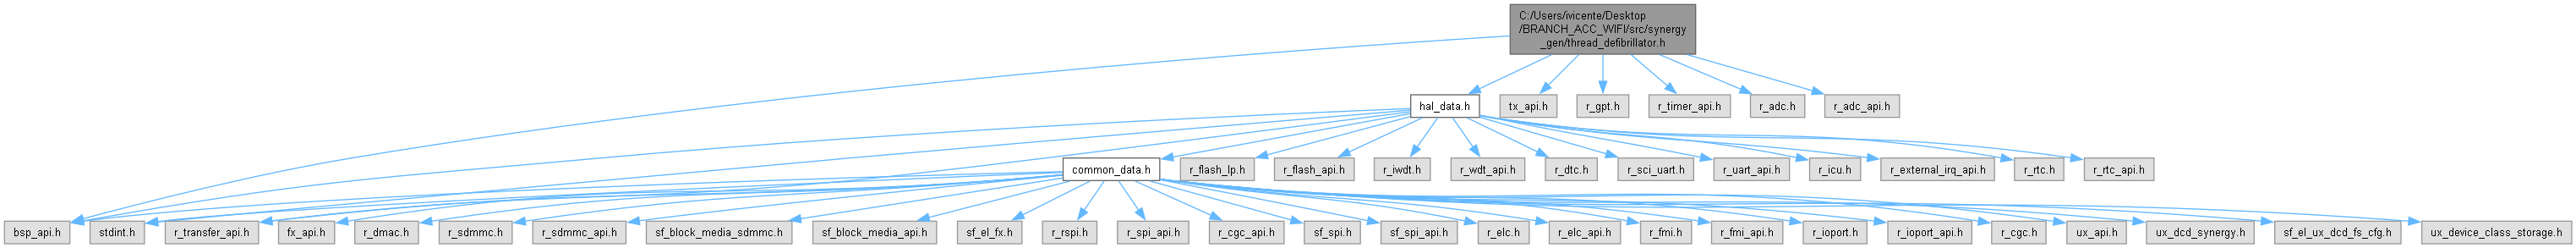 C:/Users/ivicente/Desktop
/BRANCH_ACC_WIFI/src/synergy
_gen/thread_defibrillator.h
hal_data.h
tx_api.h
r_gpt.h
r_timer_api.h
r_adc.h
r_adc_api.h
common_data.h
r_flash_lp.h
r_flash_api.h
r_iwdt.h
r_wdt_api.h
r_dtc.h
r_sci_uart.h
r_uart_api.h
r_icu.h
r_external_irq_api.h
r_rtc.h
r_rtc_api.h
bsp_api.h
stdint.h
r_transfer_api.h
fx_api.h
r_dmac.h
r_sdmmc.h
r_sdmmc_api.h
sf_block_media_sdmmc.h
sf_block_media_api.h
sf_el_fx.h
r_rspi.h
r_spi_api.h
r_cgc_api.h
sf_spi.h
sf_spi_api.h
r_elc.h
r_elc_api.h
r_fmi.h
r_fmi_api.h
r_ioport.h
r_ioport_api.h
r_cgc.h
ux_api.h
ux_dcd_synergy.h
sf_el_ux_dcd_fs_cfg.h
ux_device_class_storage.h